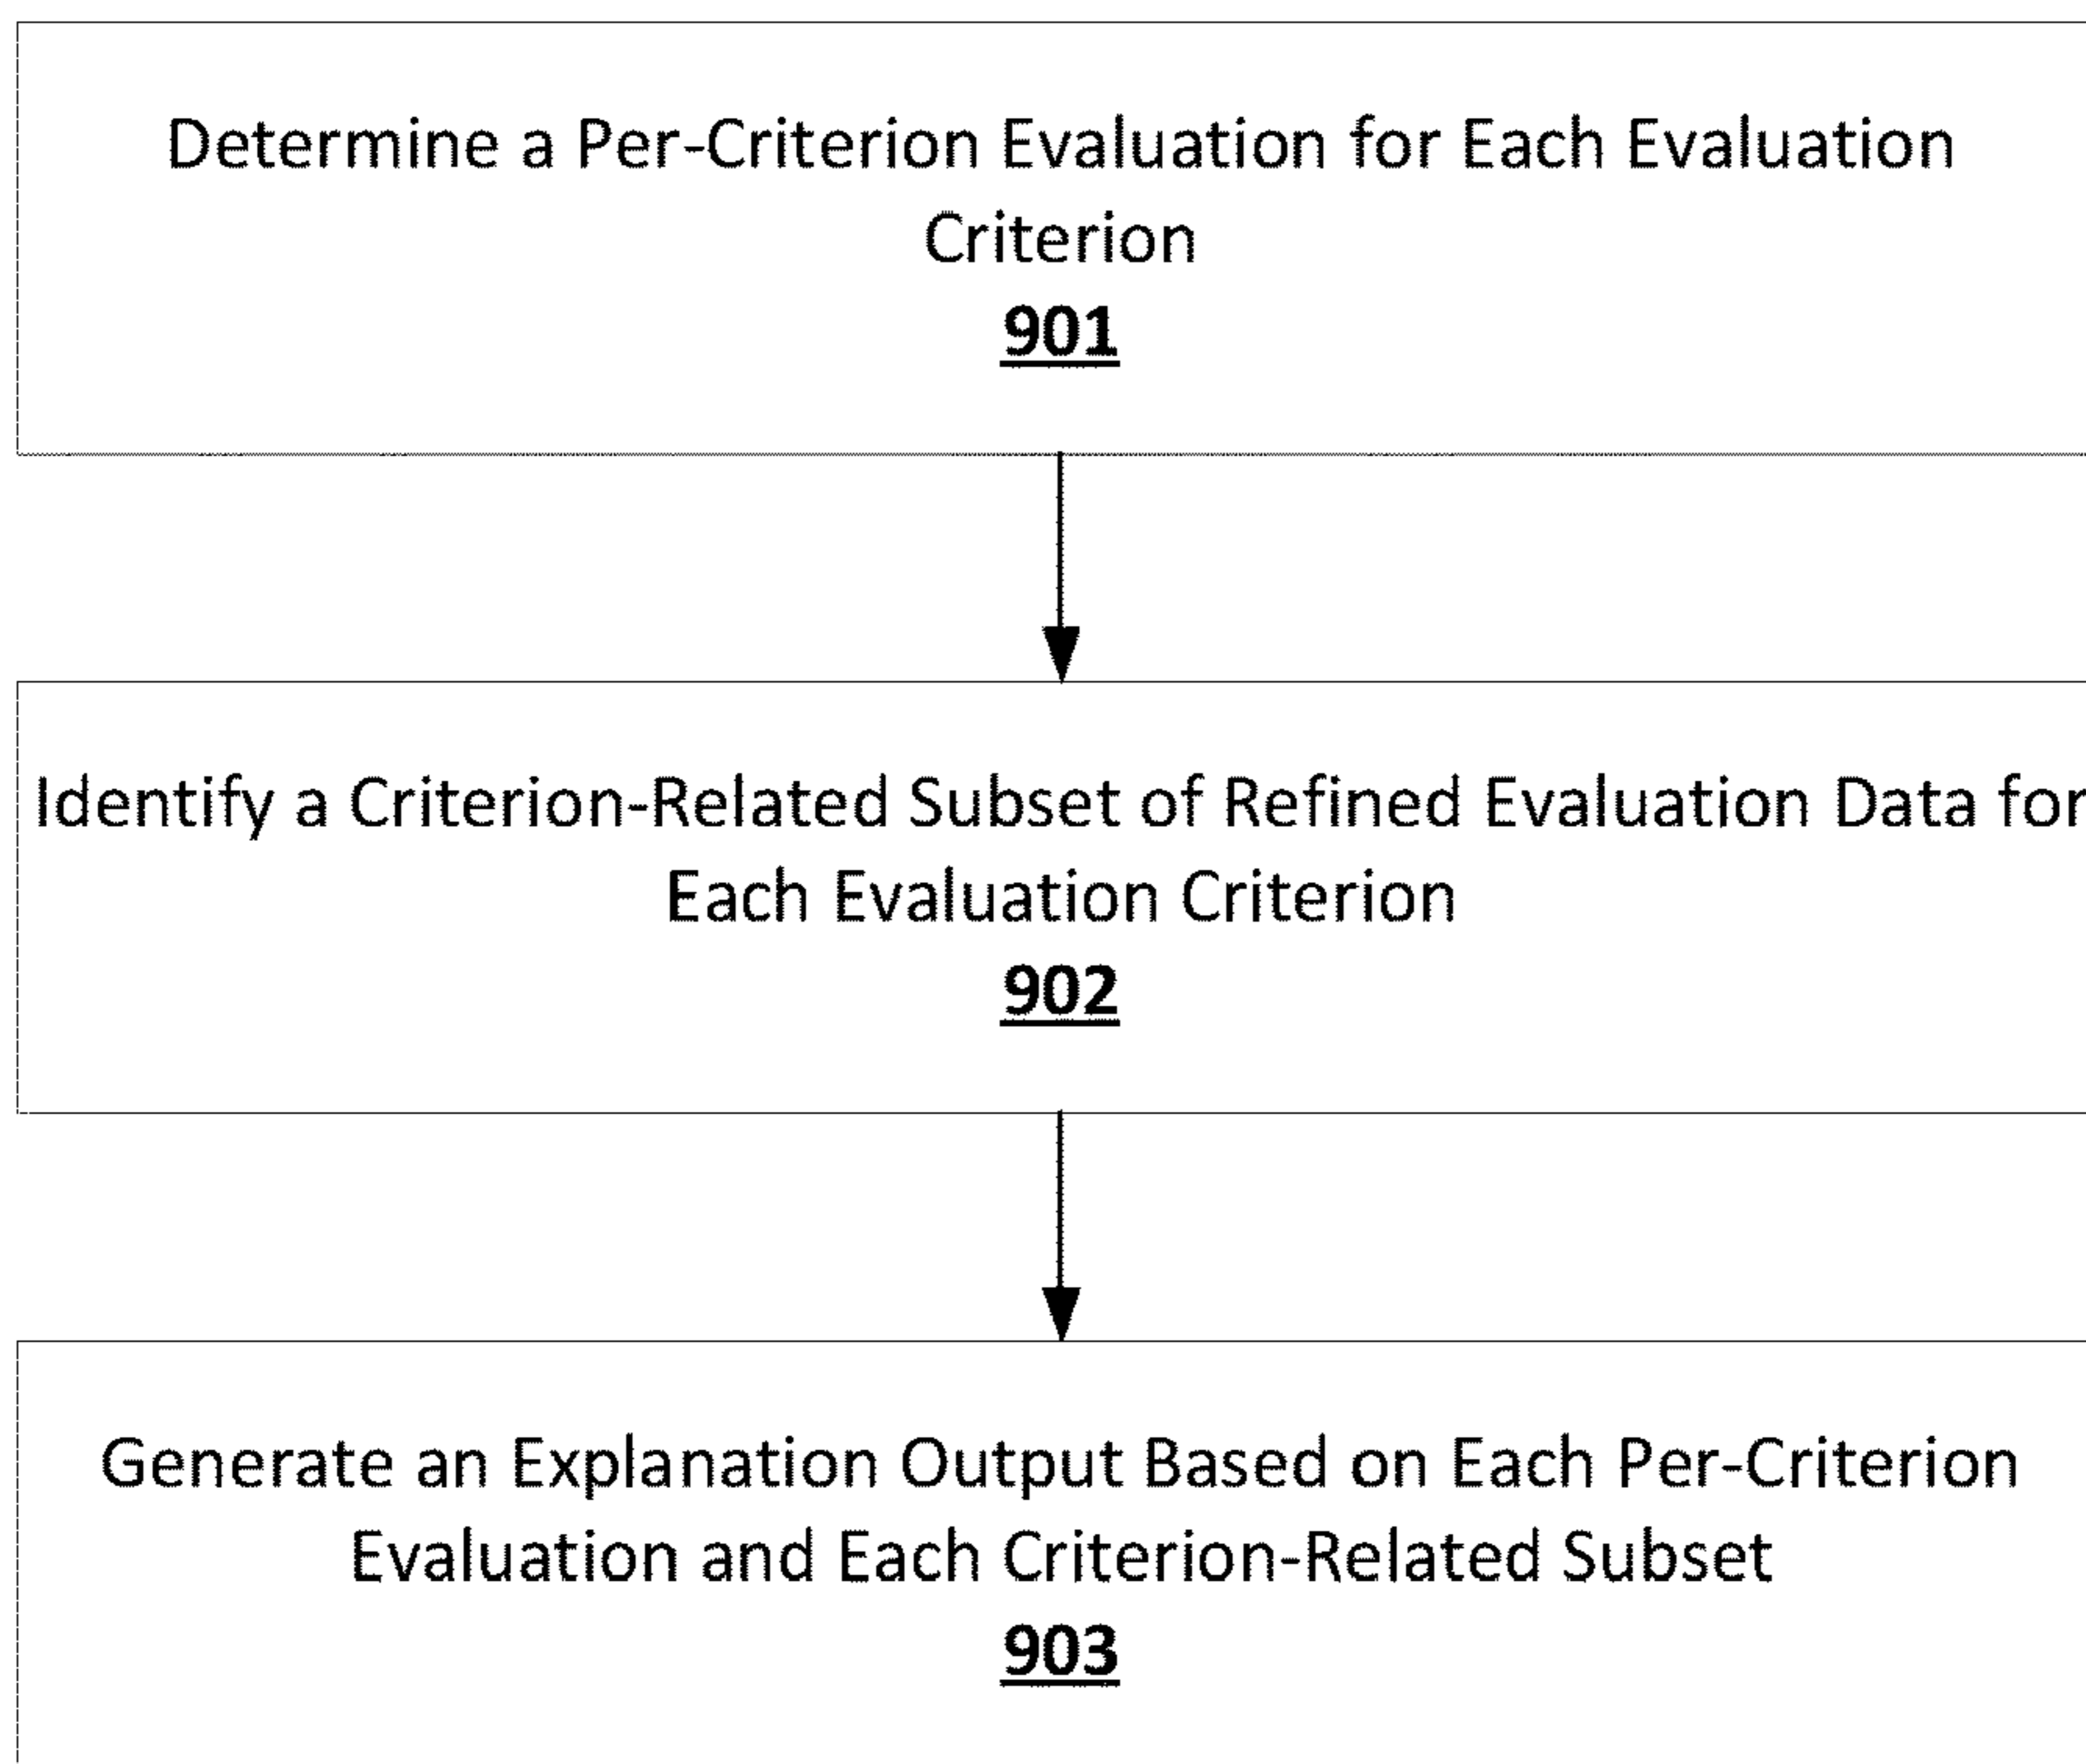 Determine a Per-Criterion Evaluation for Each Evaluation
Criterion
901
Identify a Criterion-Related Subset of Refined Evaluation Data for
Each Evaluation Criterion
902
Generate an Explanation Output Based on Each Per-Criterion
Evaluation and Each Criterion-Related Subset
903